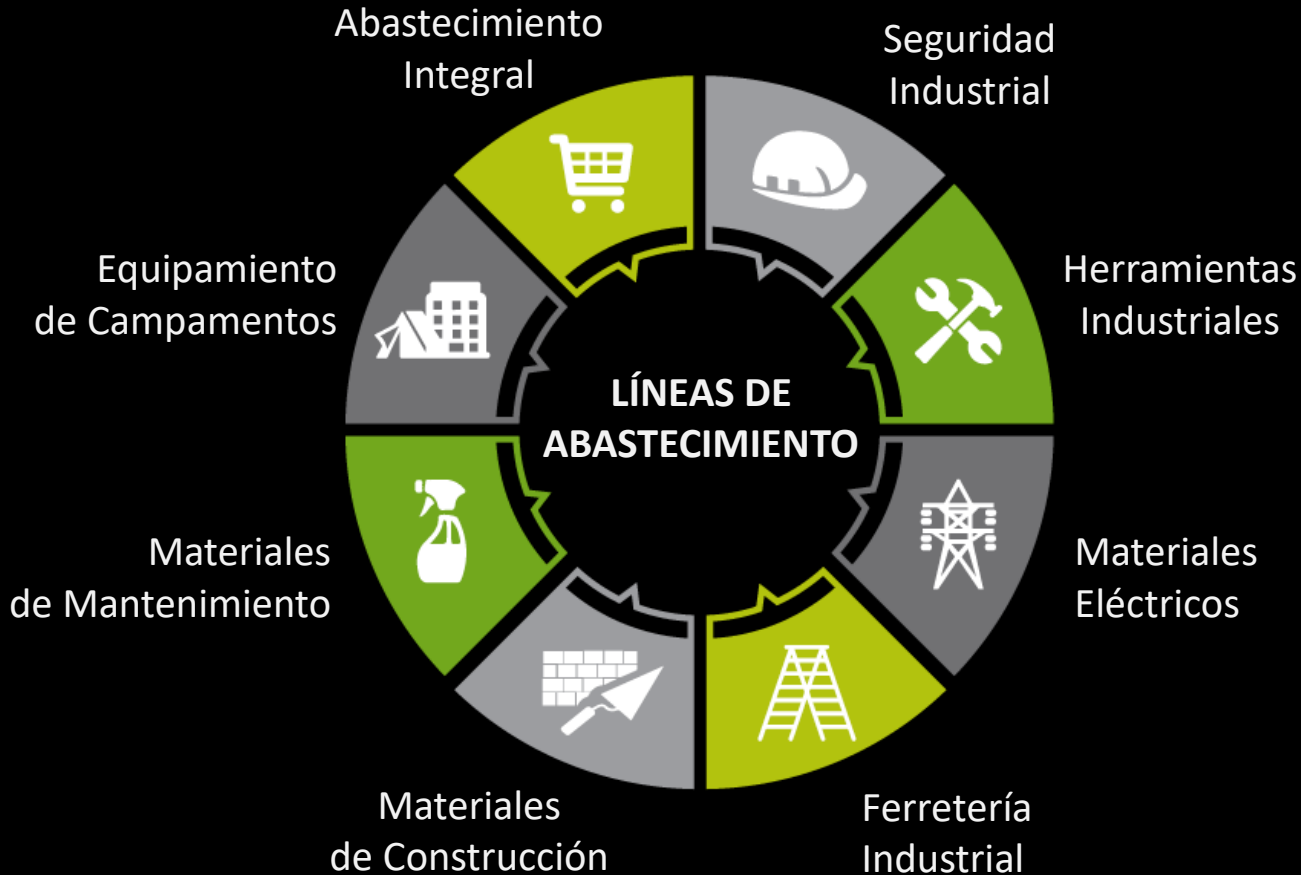 Abastecimiento
Integral
Seguridad
Industrial
Equipamiento
de Campamentos
Herramientas
Industriales
LÍNEAS DE
ABASTECIMIENTO
Materiales
de Mantenimiento
Materiales
Eléctricos
Materiales
de Construcción
Ferretería
Industrial